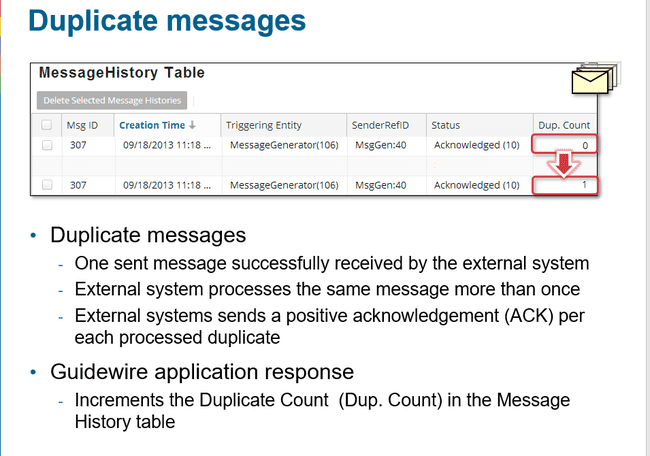 Duplicate messages
MessageHistory Table
Delete Selected Message Histories
Msg ID Creation Time ↓ Triggering Entity SenderRefID Status Dup. Count
307 09/18/2013 11:18 ... MessageGenerator(106) MsgGen:40 Acknowledged (10) 0
307 09/18/2013 11:18 ... MessageGenerator(106) MsgGen:40 Acknowledged (10) 1
• Duplicate messages
- One sent message successfully received by the external system
- External system processes the same message more than once
- External systems sends a positive acknowledgement (ACK) per
each processed duplicate
• Guidewire application response
- Increments the Duplicate Count (Dup. Count) in the Message
History table